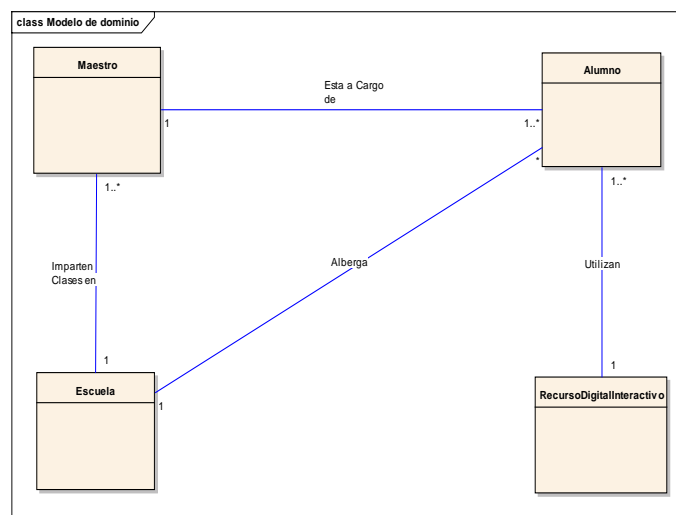 class Modelo de dominio
Maestro
Alumno
Esta a Cargo
de
1
1..*
*
1..*
1..*
Imparten
Clases en
Alberga
Utilizan
1
1
Escuela
1
RecursoDigitalInteractivo